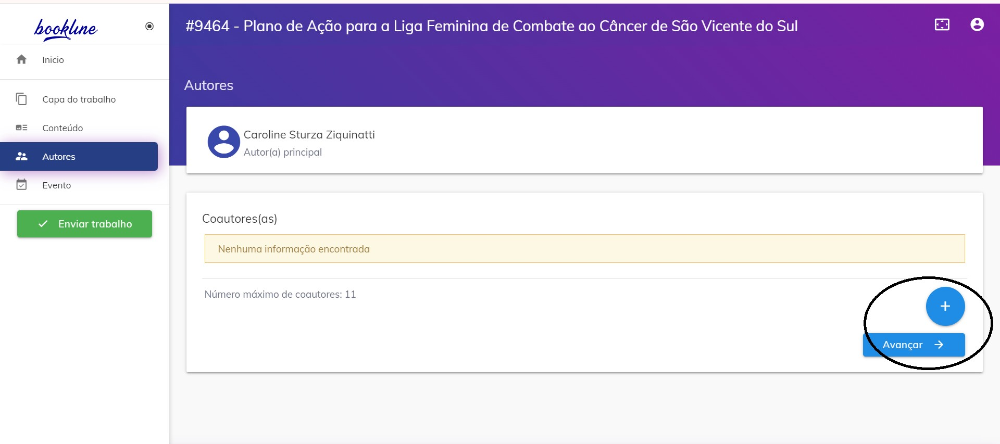 bookline
#9464 - Plano de Ação para a Liga Feminina de Combate ao Câncer de São Vicente do Sul
Inicio
Capa do trabalho
Conteúdo
Autores
Evento
Enviar trabalho
Autores
Caroline Sturza Ziquinatti
Autor(a) principal
Coautores(as)
Nenhuma informação encontrada
Número máximo de coautores: 11
+
Avançar →